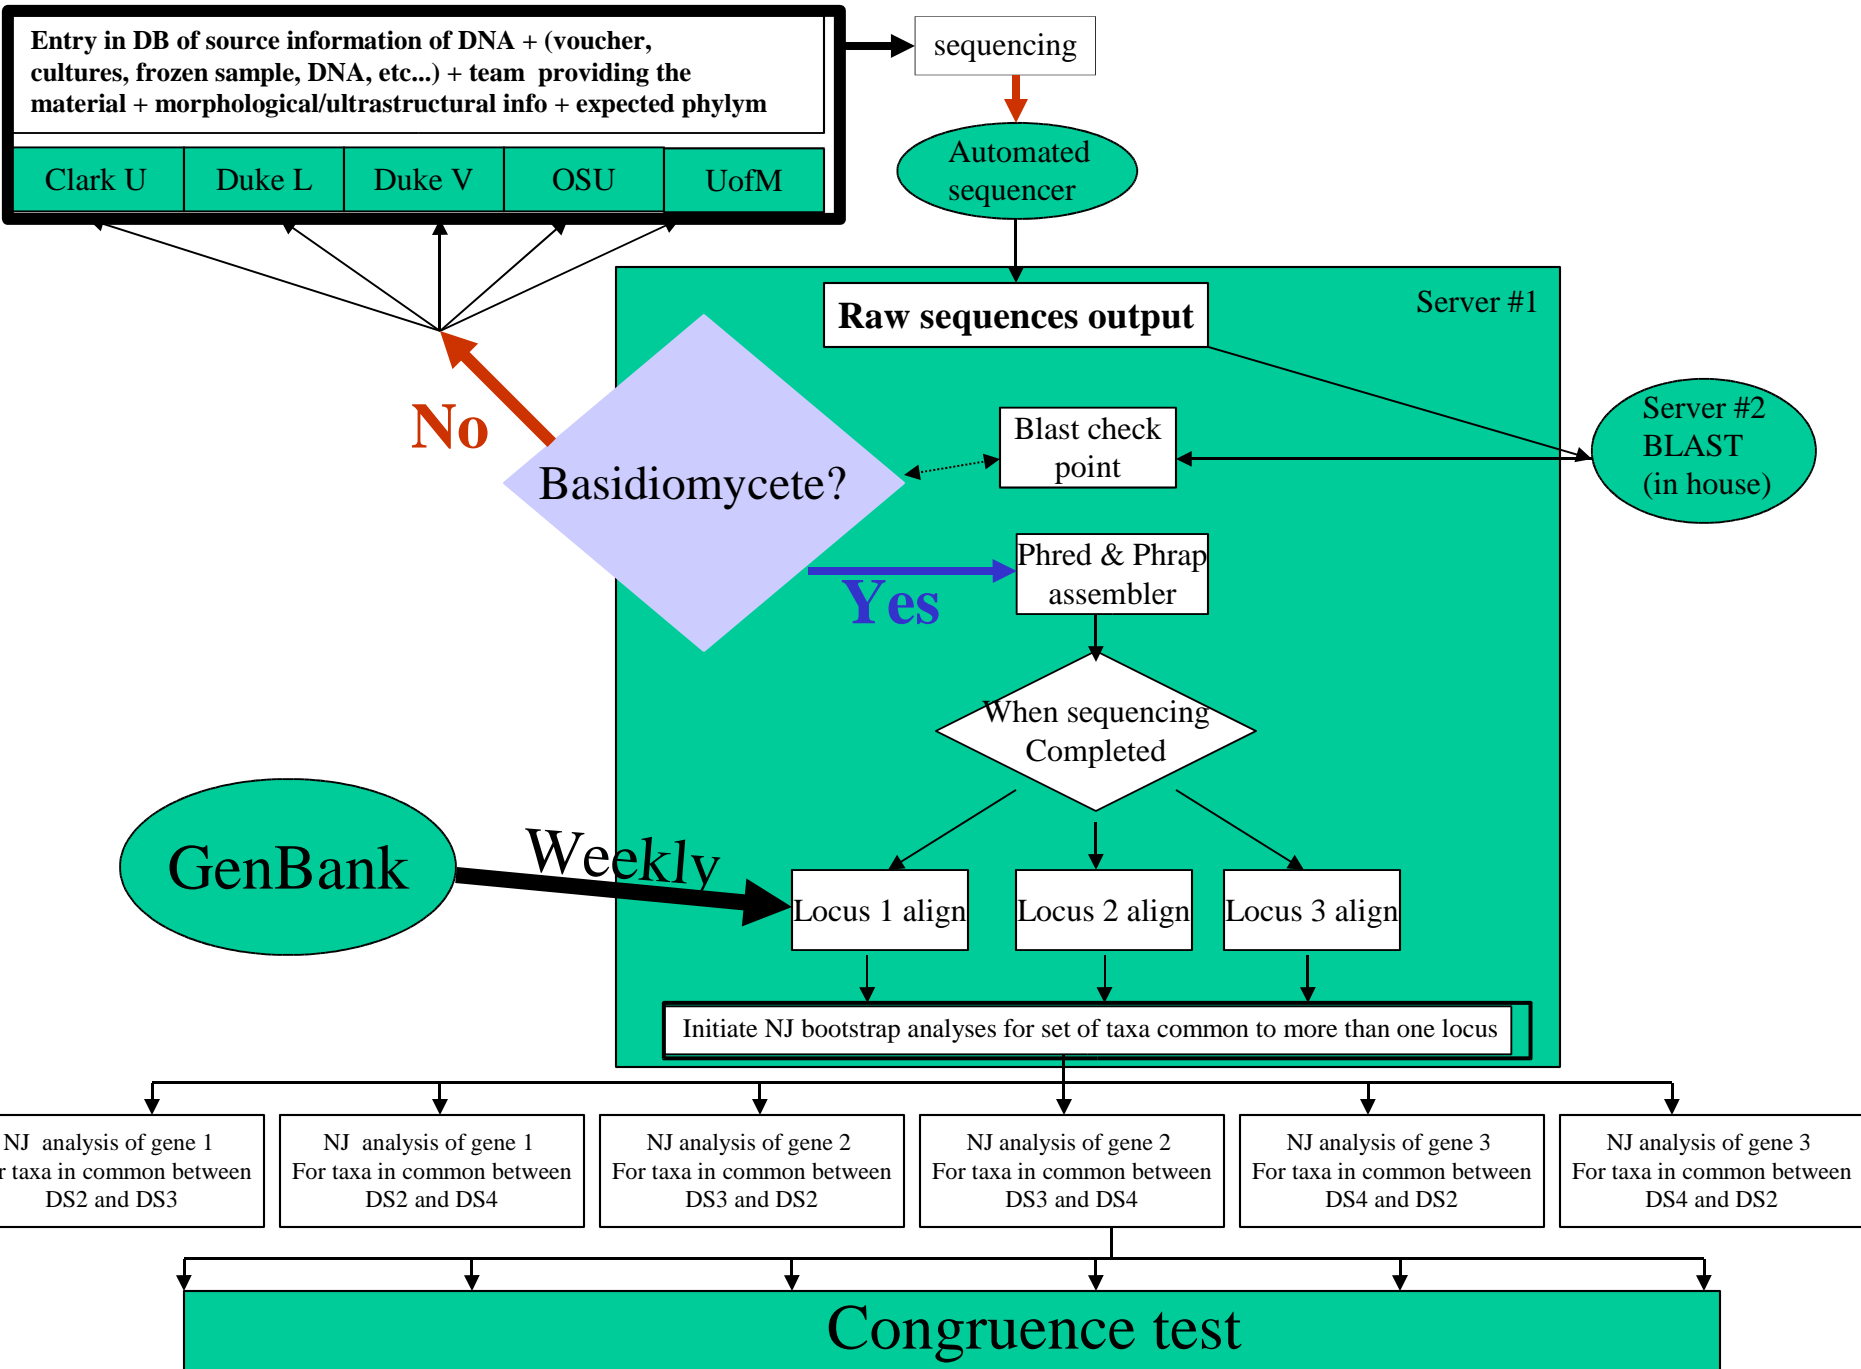 Entry in DB of source information of DNA + (voucher,
cultures, frozen sample, DNA, etc...) + team providing the
material + morphological/ultrastructural info + expected phylym
Clark U
Duke L
Duke V
OSU
UofM
sequencing
Automated
sequencer
Server #1
Raw sequences output
Server #2
BLAST
(in house)
Blast check
point
No
Basidiomycete?
Yes
Phred & Phrap
assembler
When sequencing
Completed
GenBank
Weekly
Locus 1 align
Locus 2 align
Locus 3 align
Initiate NJ bootstrap analyses for set of taxa common to more than one locus
NJ analysis of gene 1
r taxa in common between
DS2 and DS3
NJ analysis of gene 1
For taxa in common between
DS2 and DS4
NJ analysis of gene 2
For taxa in common between
DS3 and DS2
NJ analysis of gene 2
For taxa in common between
DS3 and DS4
NJ analysis of gene 3
For taxa in common between
DS4 and DS2
NJ analysis of gene 3
For taxa in common between
DS4 and DS2
Congruence test